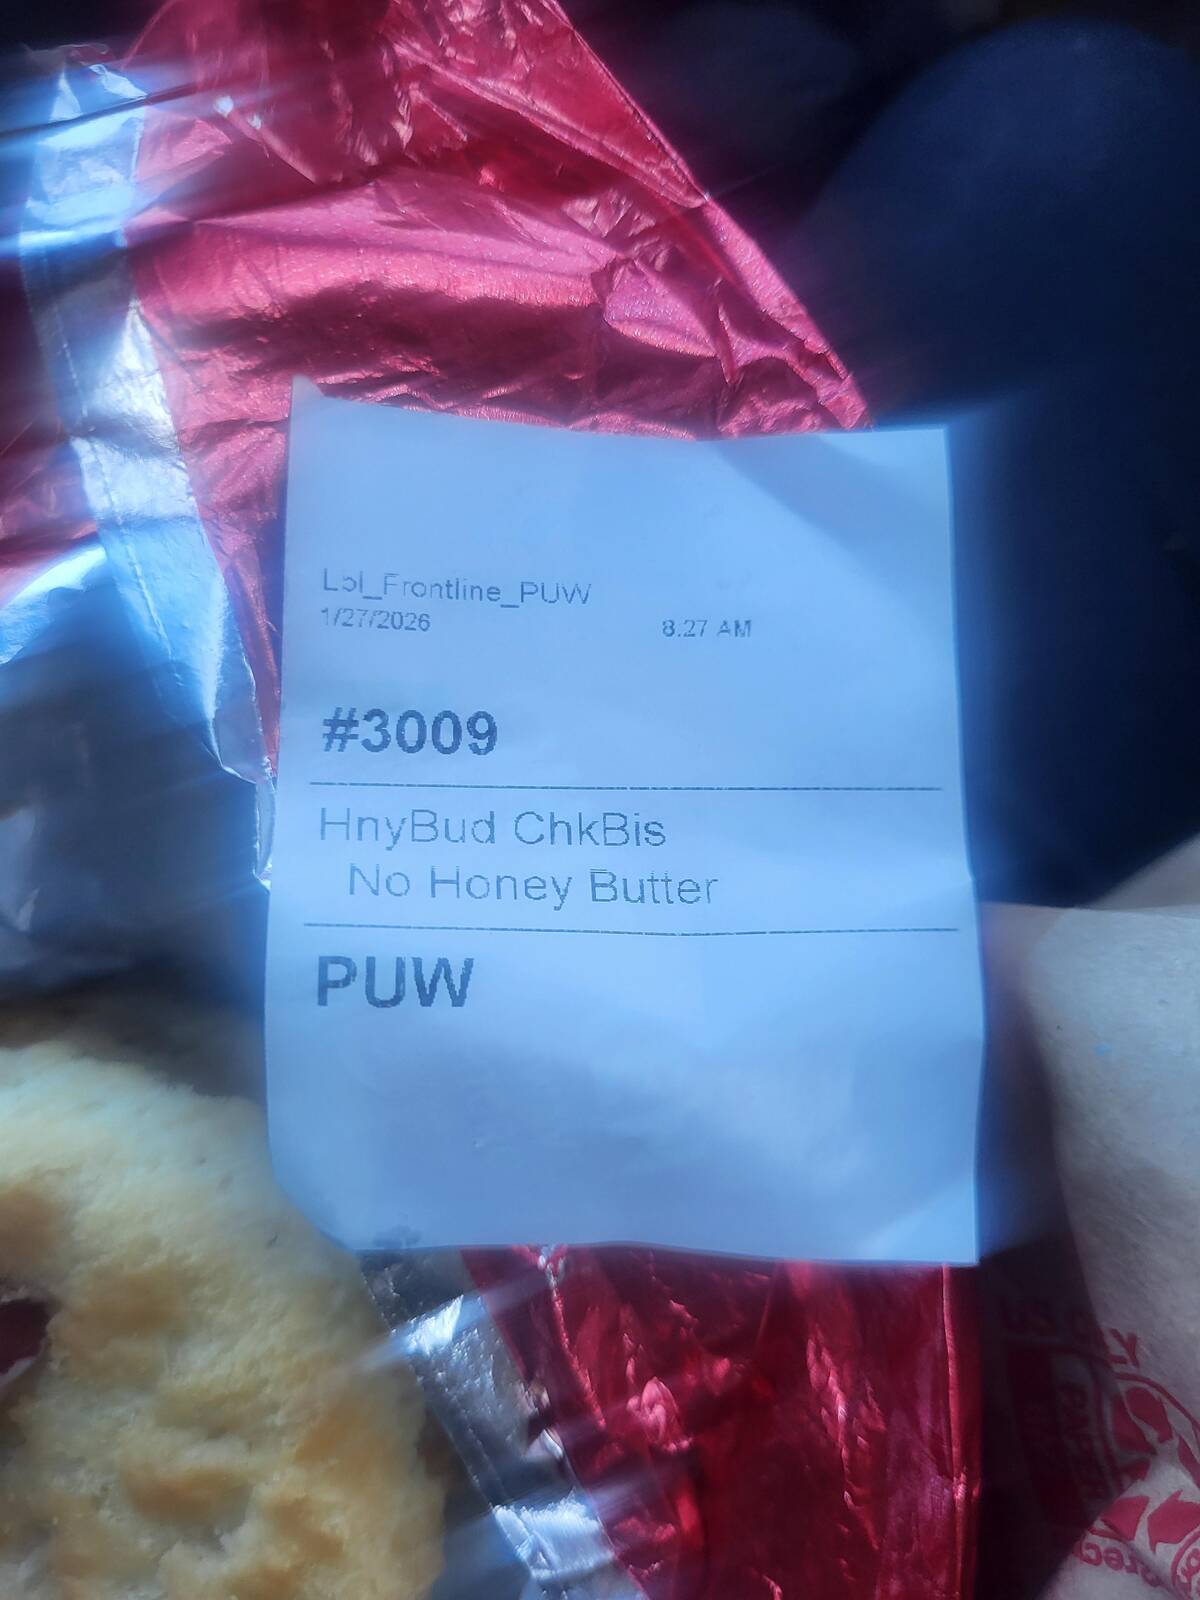 Lbl_Frontline_PUW
1/27/2026 8:27 AM
#3009
HnyBud ChkBis
No Honey Butter
PUW